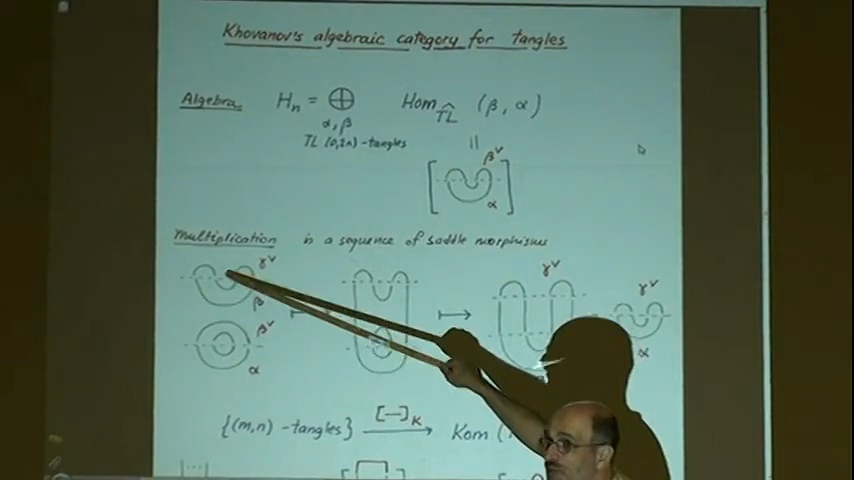 Khovanov's algebraic category for tangles
Algebra H_n = ⊕ Hom_{\widehat{TL}} (β, α)
α, β
TL (0,2n) - tangles
=
β^v
α
Multiplication is a sequence of saddle morphisms
γ^v γ^v γ^v
β
β^v α
α
{(m,n) - tangles} [—]_K → Kom (